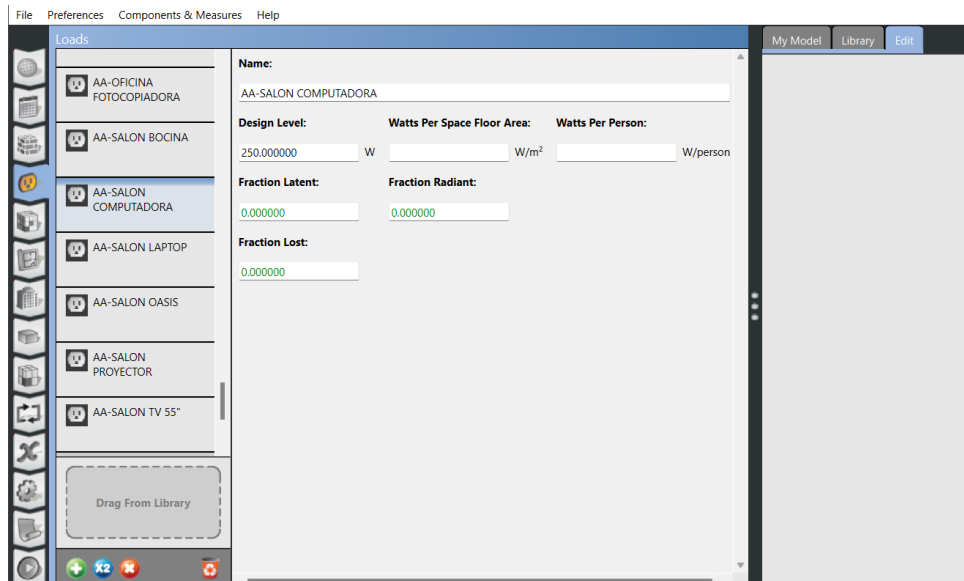 File Preferences Components & Measures Help
Loads
My Model Library Edit
AA-OFICINA
FOTOCOPIADORA
AA-SALON BOCINA
AA-SALON
COMPUTADORA
AA-SALON LAPTOP
AA-SALON OASIS
AA-SALON
PROYECTOR
AA-SALON TV 55"
Drag From Library
X2
Name:
AA-SALON COMPUTADORA
Design Level: Watts Per Space Floor Area: Watts Per Person:
250.000000 W W/m² W/person
Fraction Latent: Fraction Radiant:
0.000000 0.000000
Fraction Lost:
0.000000